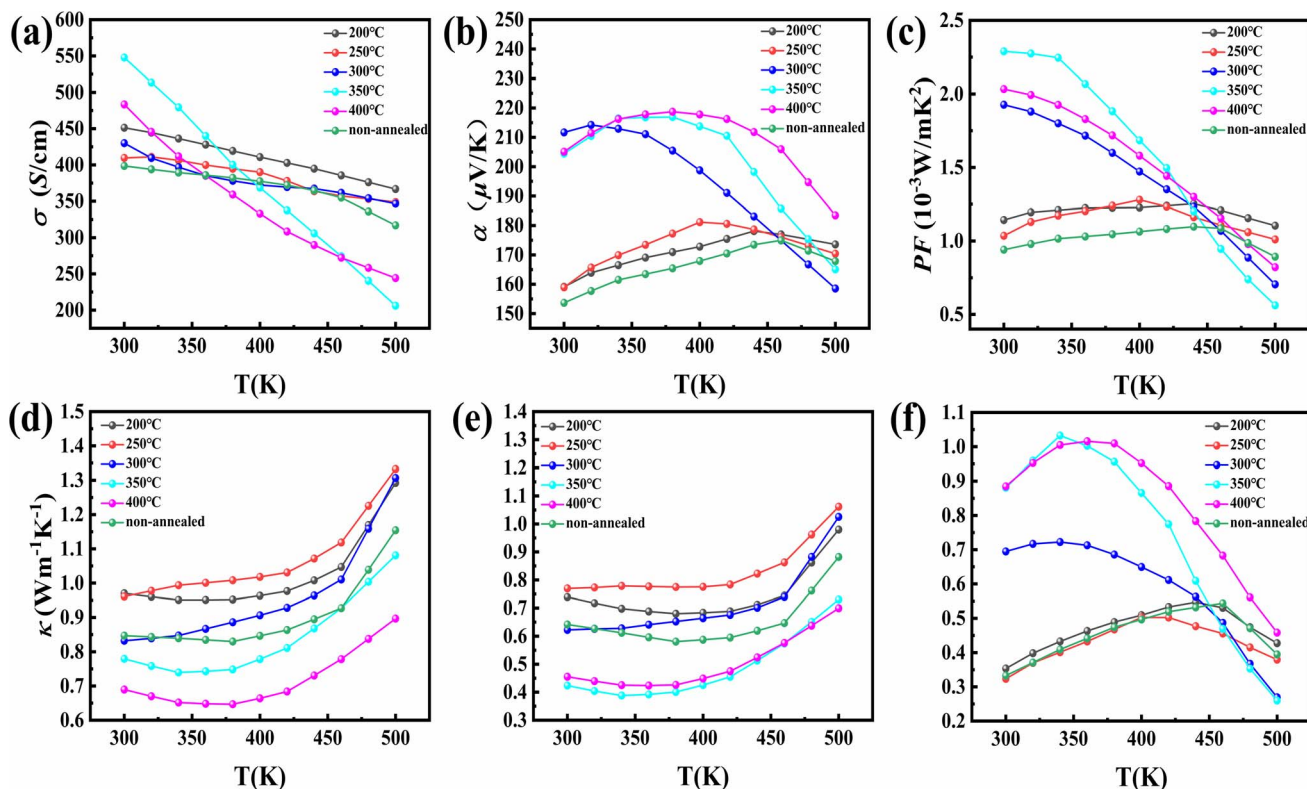 (a)
550
500
450
400
350
300
250
200
σ (S/cm)
300 350 400 450 500
T(K)
200°C
250°C
300°C
350°C
400°C
non-annealed
(b)
250
240
230
220
210
200
190
180
170
160
150
α (μV/K)
300 350 400 450 500
T(K)
200°C
250°C
300°C
350°C
400°C
non-annealed
(c)
2.5
2.0
1.5
1.0
0.5
PF (10⁻³W/mK²)
300 350 400 450 500
T(K)
200°C
250°C
300°C
350°C
400°C
non-annealed
(d)
1.5
1.4
1.3
1.2
1.1
1.0
0.9
0.8
0.7
0.6
κ (Wm⁻¹K⁻¹)
300 350 400 450 500
T(K)
200°C
250°C
300°C
350°C
400°C
non-annealed
(e)
1.4
1.3
1.2
1.1
1.0
0.9
0.8
0.7
0.6
0.5
0.4
0.3
300 350 400 450 500
T(K)
200°C
250°C
300°C
350°C
400°C
non-annealed
(f)
1.1
1.0
0.9
0.8
0.7
0.6
0.5
0.4
0.3
0.2
300 350 400 450 500
T(K)
200°C
250°C
300°C
350°C
400°C
non-annealed